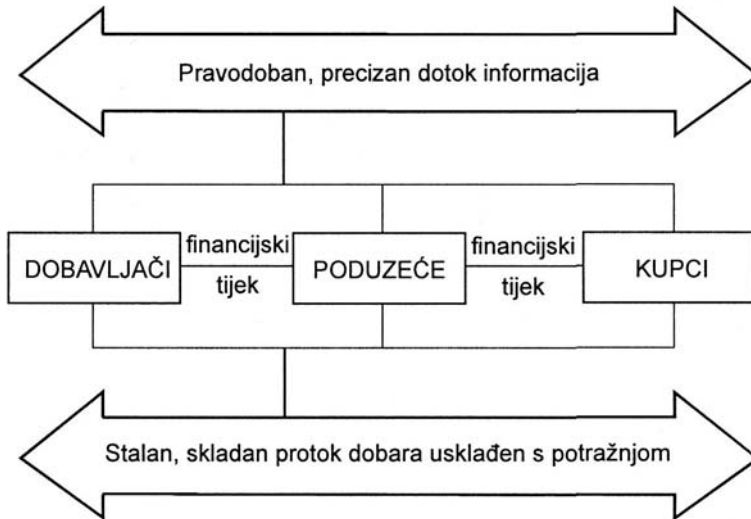 Pravodoban, precizan dotok informacija
DOBAVLJAČI
financijski
tijek
PODUZEĆE
financijski
tijek
KUPCI
Stalan, skladan protok dobara usklađen s potražnjom